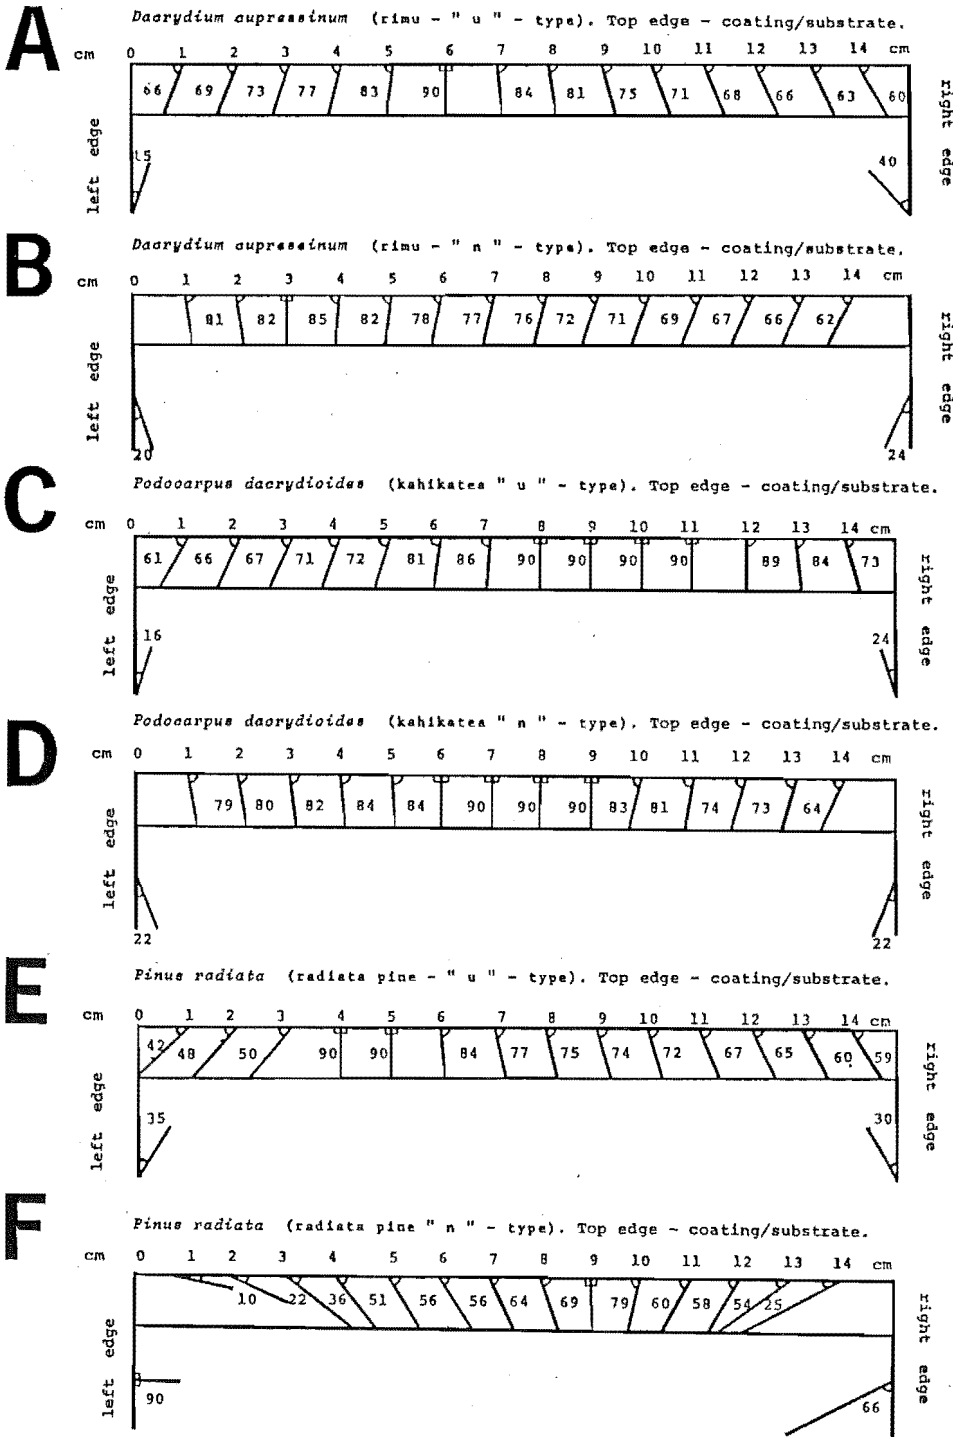 A
Dacrydium cupressinum (rimu - " u " - type). Top edge - coating/substrate.
cm 0 1 2 3 4 5 6 7 8 9 10 11 12 13 14 cm
66 69 73 77 83 90 84 81 75 71 68 66 63 60
left edge
right edge
15 40
B
Dacrydium cupressinum (rimu - " n " - type). Top edge - coating/substrate.
cm 0 1 2 3 4 5 6 7 8 9 10 11 12 13 14 cm
81 82 85 82 78 77 76 72 71 69 67 66 62
left edge
right edge
20 24
C
Podocarpus dacrydioides (kahikatea " u " - type). Top edge - coating/substrate.
cm 0 1 2 3 4 5 6 7 8 9 10 11 12 13 14 cm
61 66 67 71 72 81 86 90 90 90 90 89 84 73
left edge
right edge
16 24
D
Podocarpus dacrydioides (kahikatea " n " - type). Top edge - coating/substrate.
cm 0 1 2 3 4 5 6 7 8 9 10 11 12 13 14 cm
79 80 82 84 84 90 90 90 83 81 74 73 64
left edge
right edge
22 22
E
Pinus radiata (radiata pine - " u " - type). Top edge - coating/substrate.
cm 0 1 2 3 4 5 6 7 8 9 10 11 12 13 14 cm
42 48 50 90 90 84 77 75 74 72 67 65 60 59
left edge
right edge
35 30
F
Pinus radiata (radiata pine " n " - type). Top edge - coating/substrate.
cm 0 1 2 3 4 5 6 7 8 9 10 11 12 13 14 cm
10 22 36 51 56 56 64 69 79 60 58 54 25
left edge
right edge
90 66